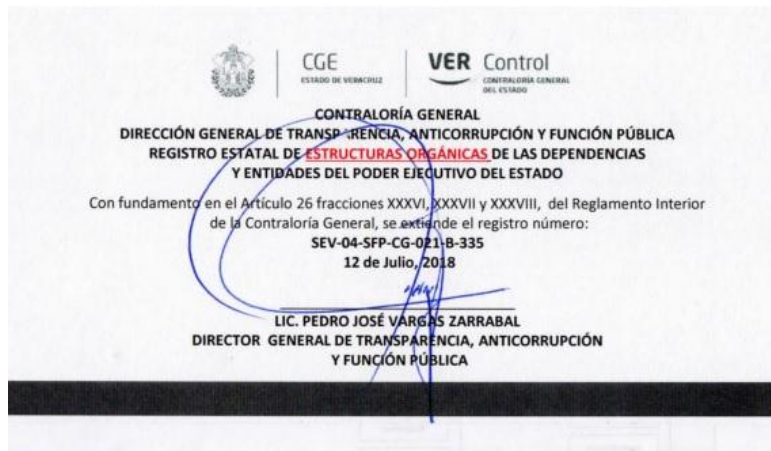 CGE
ESTADO DE VERACRUZ
VER Control
CONTRALORÍA GENERAL
DEL ESTADO
CONTRALORÍA GENERAL
DIRECCIÓN GENERAL DE TRANSPARENCIA, ANTICORRUPCIÓN Y FUNCIÓN PÚBLICA
REGISTRO ESTATAL DE ESTRUCTURAS ORGÁNICAS DE LAS DEPENDENCIAS
Y ENTIDADES DEL PODER EJECUTIVO DEL ESTADO
Con fundamento en el Artículo 26 fracciones XXXVI, XXXVII y XXXVIII, del Reglamento Interior
de la Contraloría General, se extiende el registro número:
SEV-04-SFP-CG-021-B-335
12 de Julio, 2018
LIC. PEDRO JOSÉ VARGAS ZARRABAL
DIRECTOR GENERAL DE TRANSPARENCIA, ANTICORRUPCIÓN
Y FUNCIÓN PÚBLICA